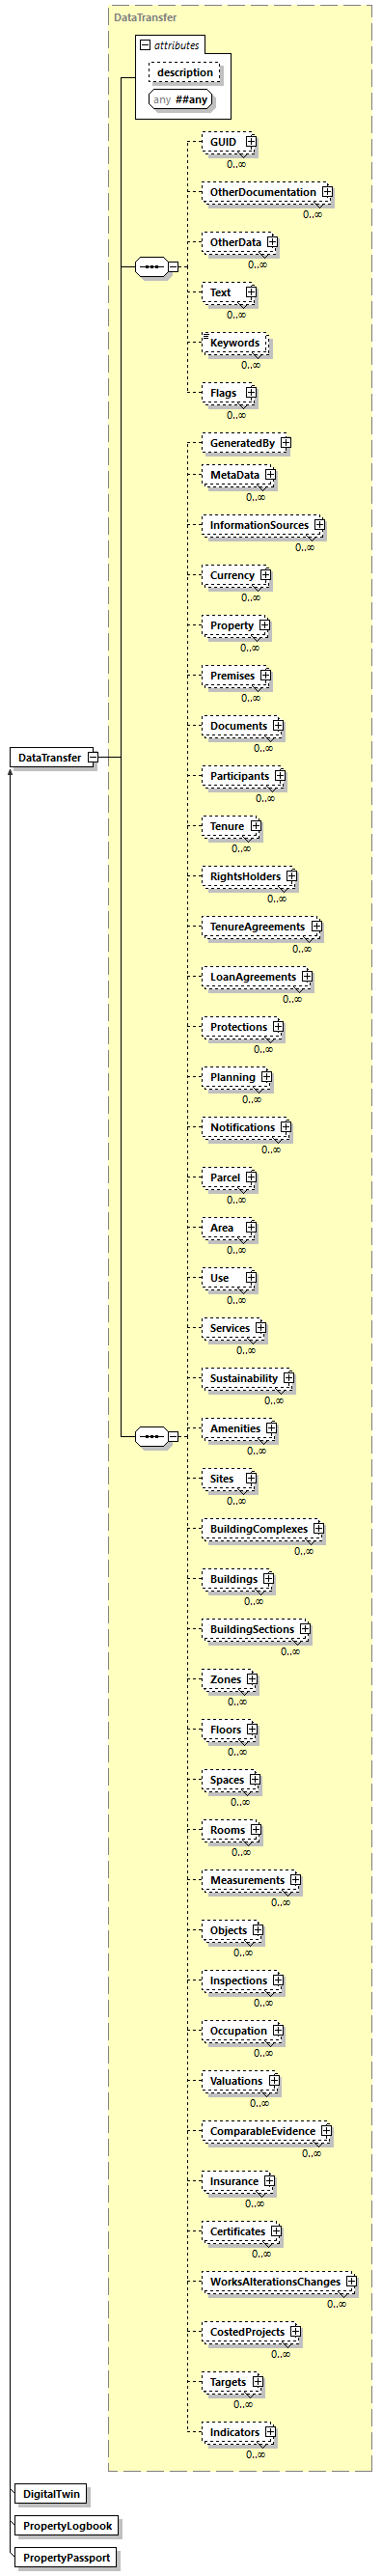 DataTransfer
attributes
description
any ##any
GUID
0..∞
OtherDocumentation
0..∞
OtherData
0..∞
Text
0..∞
Keywords
0..∞
Flags
0..∞
GeneratedBy
MetaData
0..∞
InformationSources
0..∞
Currency
0..∞
Property
0..∞
Premises
0..∞
Documents
0..∞
DataTransfer
Participants
0..∞
Tenure
0..∞
RightsHolders
0..∞
TenureAgreements
0..∞
LoanAgreements
0..∞
Protections
0..∞
Planning
0..∞
Notifications
0..∞
Parcel
0..∞
Area
0..∞
Use
0..∞
Services
0..∞
Sustainability
0..∞
Amenities
0..∞
Sites
0..∞
BuildingComplexes
0..∞
Buildings
0..∞
BuildingSections
0..∞
Zones
0..∞
Floors
0..∞
Spaces
0..∞
Rooms
0..∞
Measurements
0..∞
Objects
0..∞
Inspections
0..∞
Occupation
0..∞
Valuations
0..∞
ComparableEvidence
0..∞
Insurance
0..∞
Certificates
0..∞
WorksAlterationsChanges
0..∞
CostedProjects
0..∞
Targets
0..∞
Indicators
0..∞
DigitalTwin
PropertyLogbook
PropertyPassport